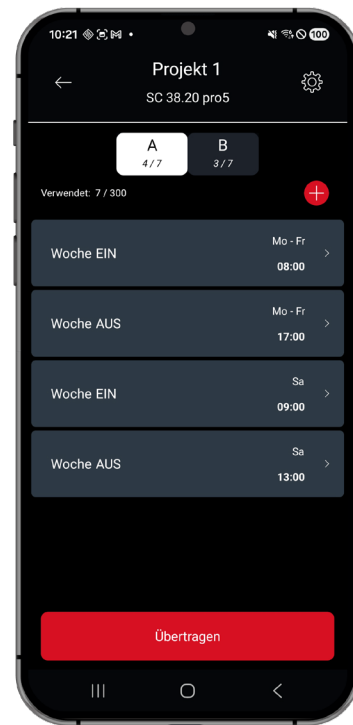 10:21
100
Projekt 1
SC 38.20 pro5
A
4 / 7
B
3 / 7
Verwendet: 7 / 300
Woche EIN
Mo - Fr
08:00
Woche AUS
Mo - Fr
17:00
Woche EIN
Sa
09:00
Woche AUS
Sa
13:00
Übertragen